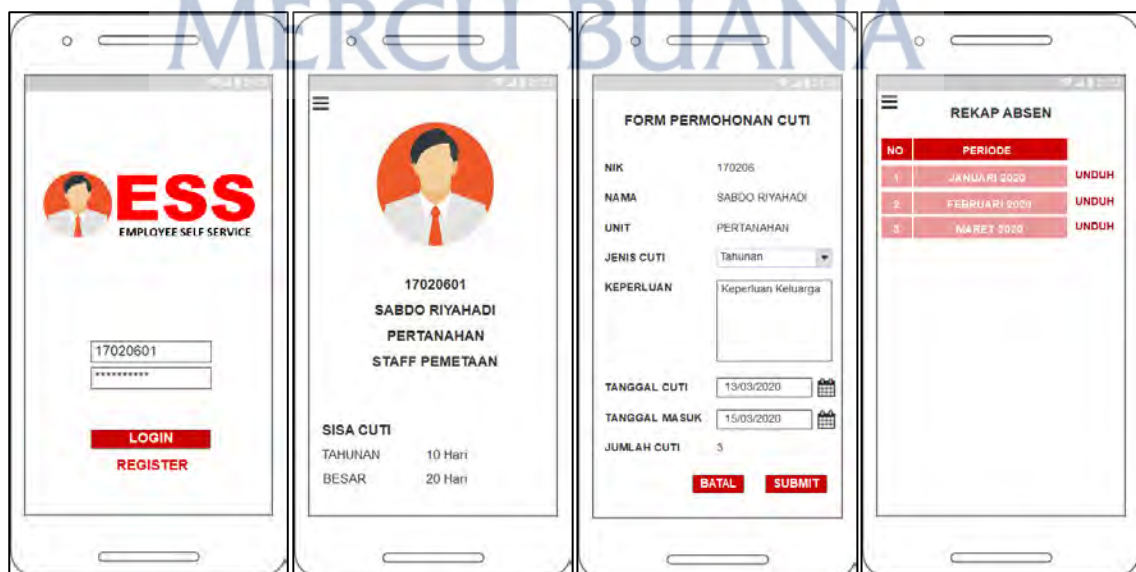 MERCU BUANA
ESS
EMPLOYEE SELF SERVICE
17020601
**********
LOGIN
REGISTER
17020601
SABDO RIYAHADI
PERTANAHAN
STAFF PEMETAAN
SISA CUTI
TAHUNAN 10 Hari
BESAR 20 Hari
FORM PERMOHONAN CUTI
NIK 170206
NAMA SABDO RIYAHADI
UNIT PERTANAHAN
JENIS CUTI Tahunan
KEPERLUAN Keperluan Keluarga
TANGGAL CUTI 13/03/2020
TANGGAL MASUK 15/03/2020
JUMLAH CUTI 3
BATAL SUBMIT
REKAP ABSEN
NO PERIODE
1 JANUARI 2020 UNDUH
2 FEBRUARI 2020 UNDUH
3 MARET 2020 UNDUH